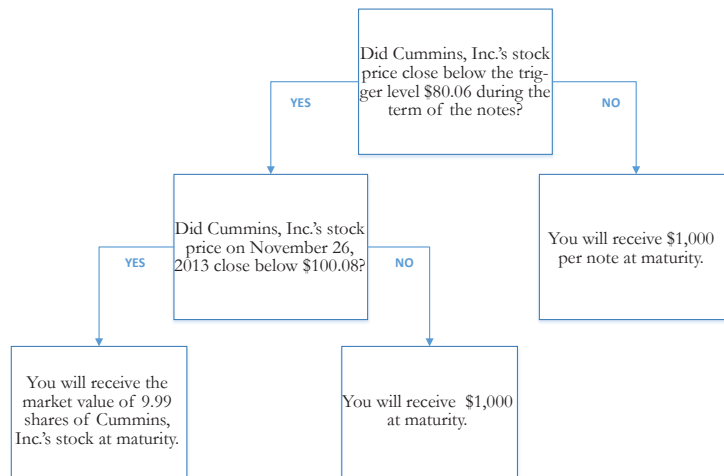 Did Cummins, Inc.'s stock
price close below the trig-
ger level $80.06 during the
term of the notes?
YES
NO
Did Cummins, Inc.'s stock
price on November 26,
2013 close below $100.08?
You will receive $1,000
per note at maturity.
YES
NO
You will receive the
market value of 9.99
shares of Cummins,
Inc.'s stock at maturity.
You will receive $1,000
at maturity.